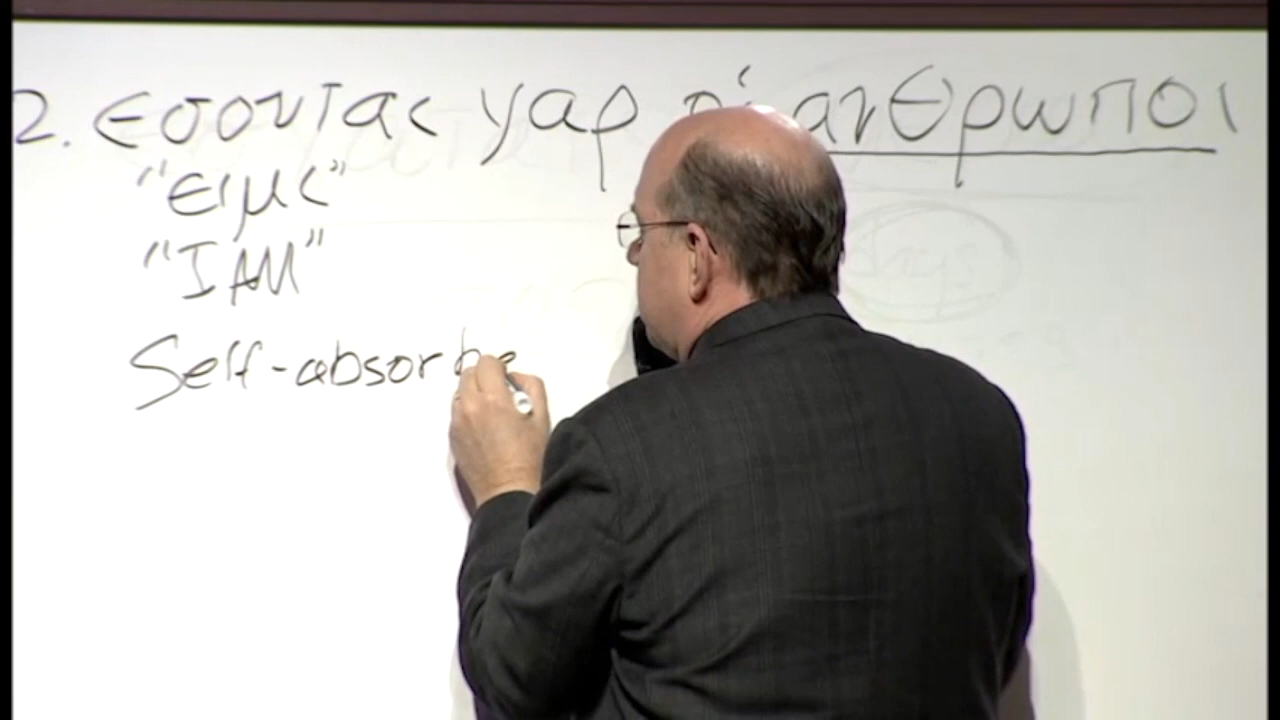 2. εσονται γαρ οἱ ανθρωποι
"ειμι"
"I AM"
Self-absorbe